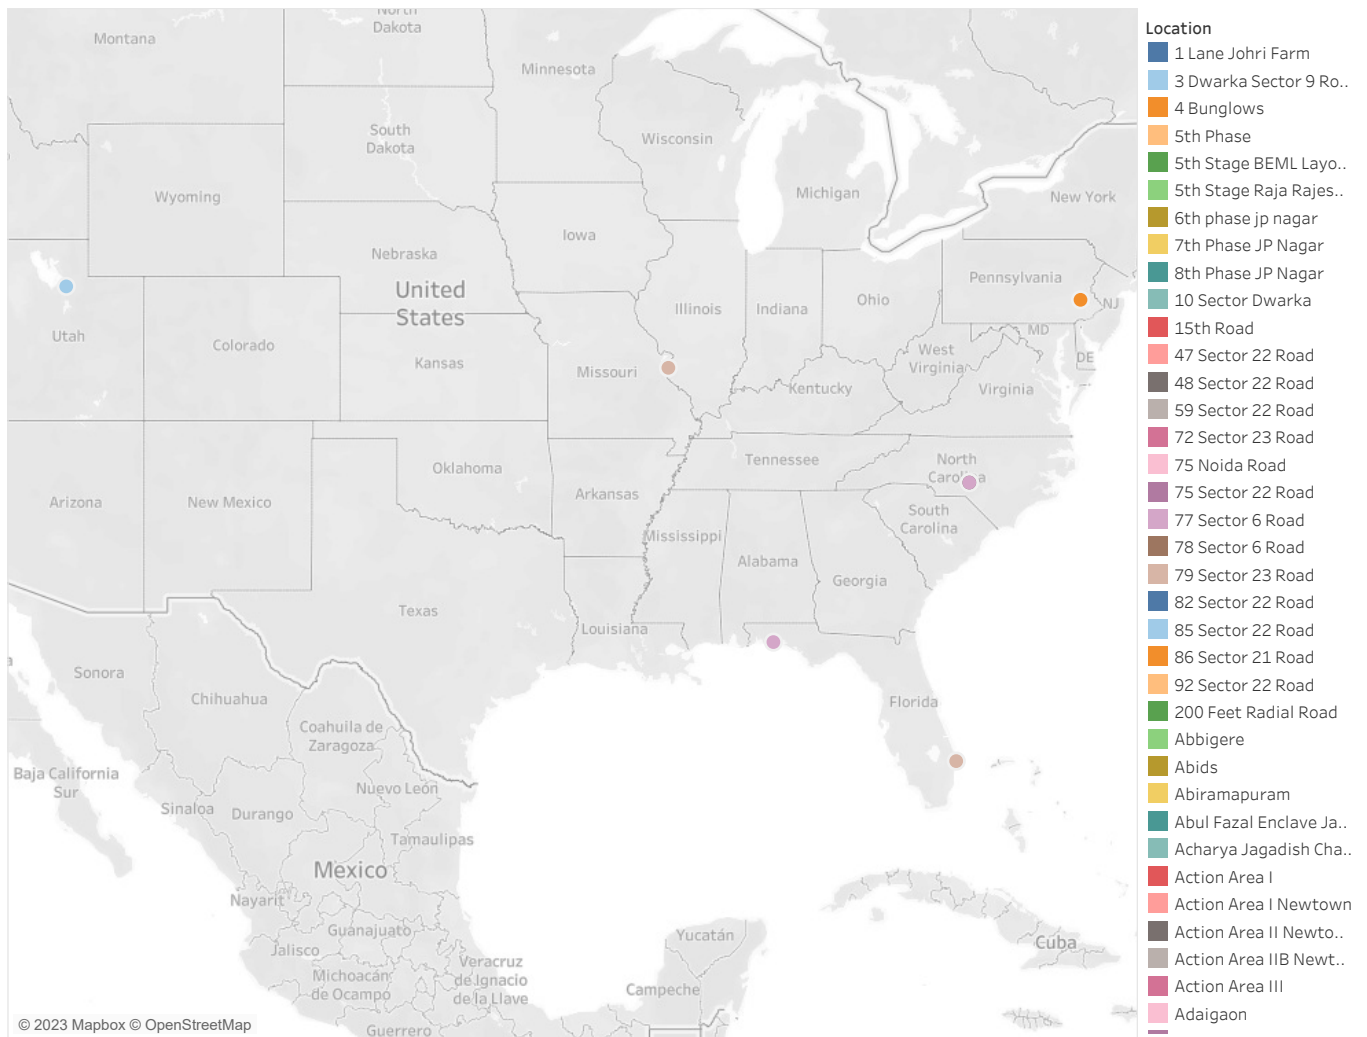 North
Dakota
Montana
Minnesota
South
Dakota
Wisconsin
Michigan
Wyoming
New York
Iowa
Nebraska
Pennsylvania
United
States
Illinois
Indiana
Ohio
NJ
MD
Utah
Colorado
Kansas
Missouri
West
Virginia
DE
Kentucky
Virginia
Tennessee
North
Carolina
Oklahoma
Arkansas
Arizona
New Mexico
South
Carolina
Mississippi
Alabama
Georgia
Texas
Louisiana
Sonora
Chihuahua
Florida
Coahuila de
Zaragoza
Baja California
Sur
Nuevo León
Sinaloa
Durango
Tamaulipas
Mexico
Nayarit
Guanajuato
Yucatán
Cuba
Jalisco
Veracruz
de Ignacio
de la Llave
Michoacán
de Ocampo
Campeche
Guerrero
© 2023 Mapbox © OpenStreetMap
Location
1 Lane Johri Farm
3 Dwarka Sector 9 Ro..
4 Bunglows
5th Phase
5th Stage BEML Layo..
5th Stage Raja Rajes..
6th phase jp nagar
7th Phase JP Nagar
8th Phase JP Nagar
10 Sector Dwarka
15th Road
47 Sector 22 Road
48 Sector 22 Road
59 Sector 22 Road
72 Sector 23 Road
75 Noida Road
75 Sector 22 Road
77 Sector 6 Road
78 Sector 6 Road
79 Sector 23 Road
82 Sector 22 Road
85 Sector 22 Road
86 Sector 21 Road
92 Sector 22 Road
200 Feet Radial Road
Abbigere
Abids
Abiramapuram
Abul Fazal Enclave Ja..
Acharya Jagadish Cha..
Action Area I
Action Area I Newtown
Action Area II Newto..
Action Area IIB Newt..
Action Area III
Adaigaon